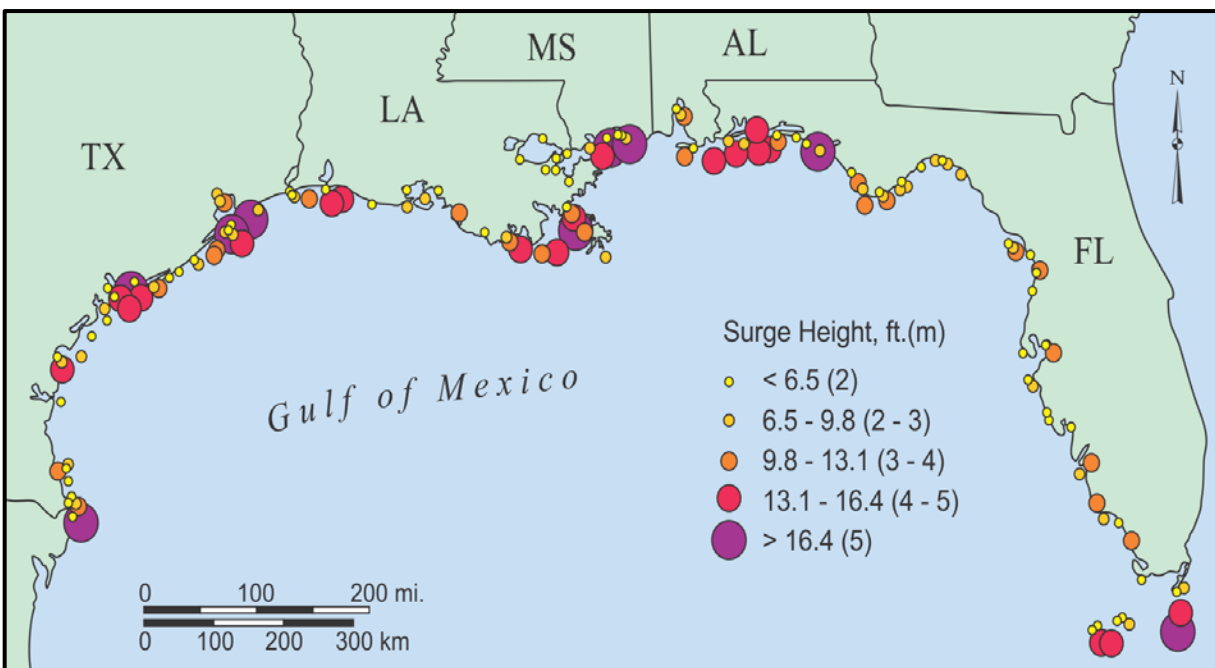 MS
AL
N
LA
TX
FL
Gulf of Mexico
Surge Height, ft.(m)
< 6.5 (2)
6.5 - 9.8 (2 - 3)
9.8 - 13.1 (3 - 4)
13.1 - 16.4 (4 - 5)
> 16.4 (5)
0 100 200 mi.
0 100 200 300 km